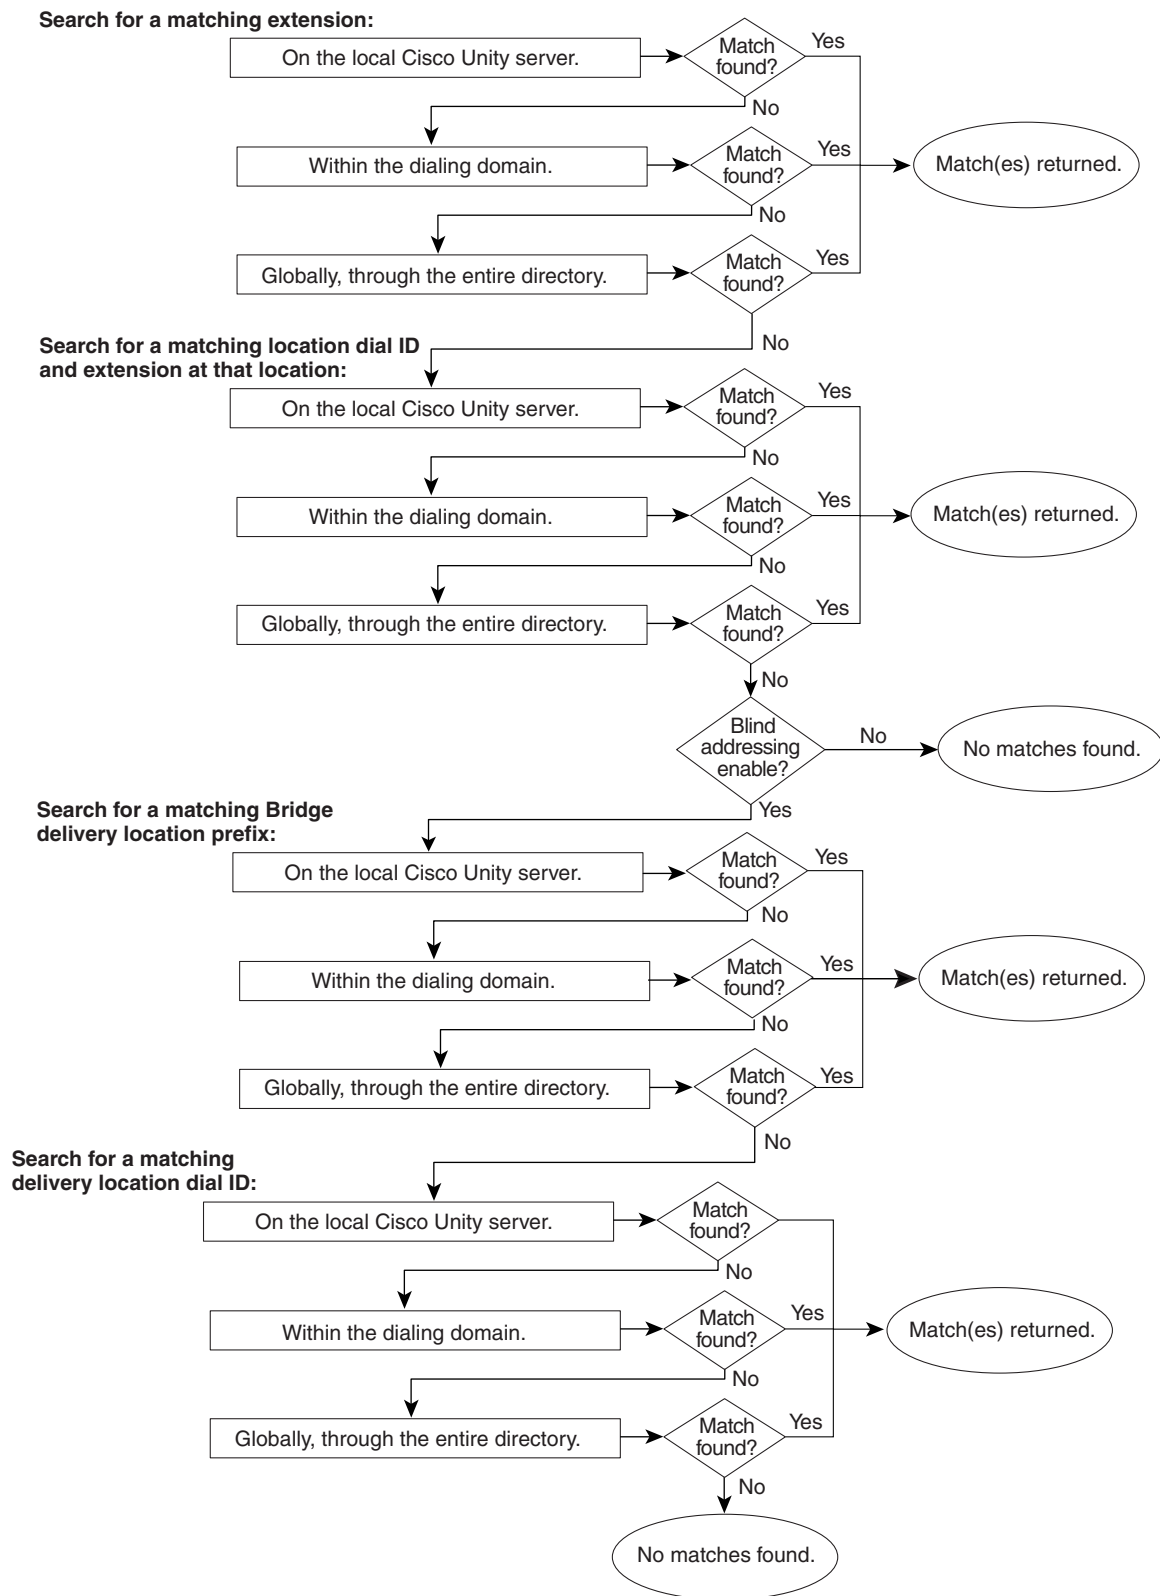 Search for a matching extension:
On the local Cisco Unity server.
Match
found?
Yes
No
Within the dialing domain.
Match
found?
Yes
Match(es) returned.
No
Globally, through the entire directory.
Match
found?
Yes
No
Search for a matching location dial ID
and extension at that location:
On the local Cisco Unity server.
Match
found?
Yes
No
Within the dialing domain.
Match
found?
Yes
Match(es) returned.
No
Globally, through the entire directory.
Match
found?
Yes
No
Blind
addressing
enable?
No
No matches found.
Yes
Search for a matching Bridge
delivery location prefix:
On the local Cisco Unity server.
Match
found?
Yes
No
Within the dialing domain.
Match
found?
Yes
Match(es) returned.
No
Globally, through the entire directory.
Match
found?
Yes
No
Search for a matching
delivery location dial ID:
On the local Cisco Unity server.
Match
found?
No
Within the dialing domain.
Match
found?
Yes
Match(es) returned.
No
Globally, through the entire directory.
Match
found?
Yes
No
No matches found.